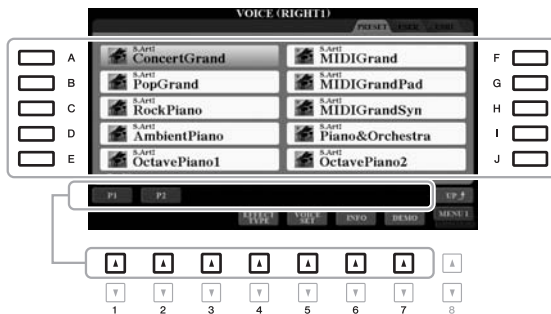 VOICE (RIGHT1)
PRESET USER USB
A S.Art! ConcertGrand S.Art! MIDIGrand F
B S.Art! PopGrand S.Art! MIDIGrandPad G
C S.Art! RockPiano S.Art! MIDIGrandSyn H
D S.Art! AmbientPiano S.Art! Piano&Orchestra I
E S.Art! OctavePiano1 S.Art! OctavePiano2 J
P1 P2 UP
EFFECT TYPE VOICE SET INFO DEMO MENU 1
1 2 3 4 5 6 7 8